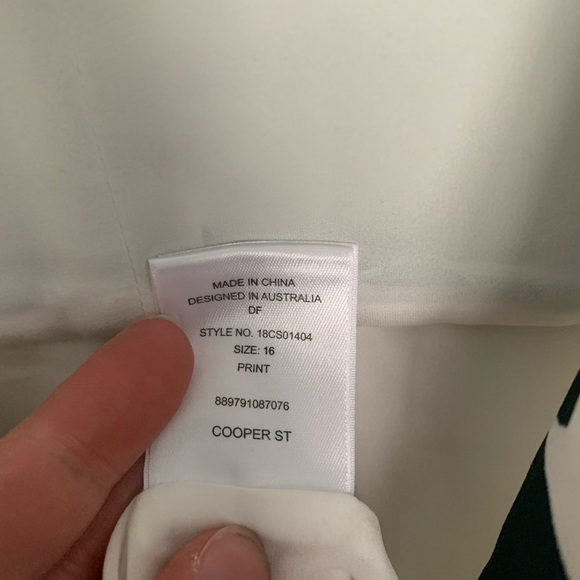 MADE IN CHINA
DESIGNED IN AUSTRALIA
DF
STYLE NO. 18CS01404
SIZE: 16
PRINT
889791087076
COOPER ST